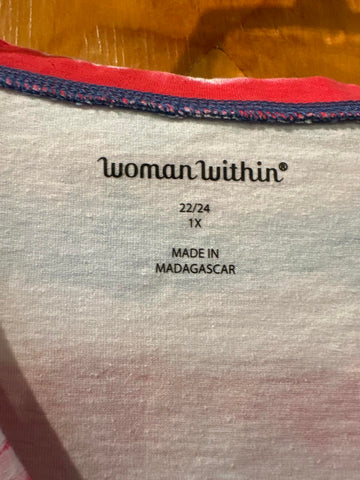 woman within®
22/24
1X
MADE IN
MADAGASCAR